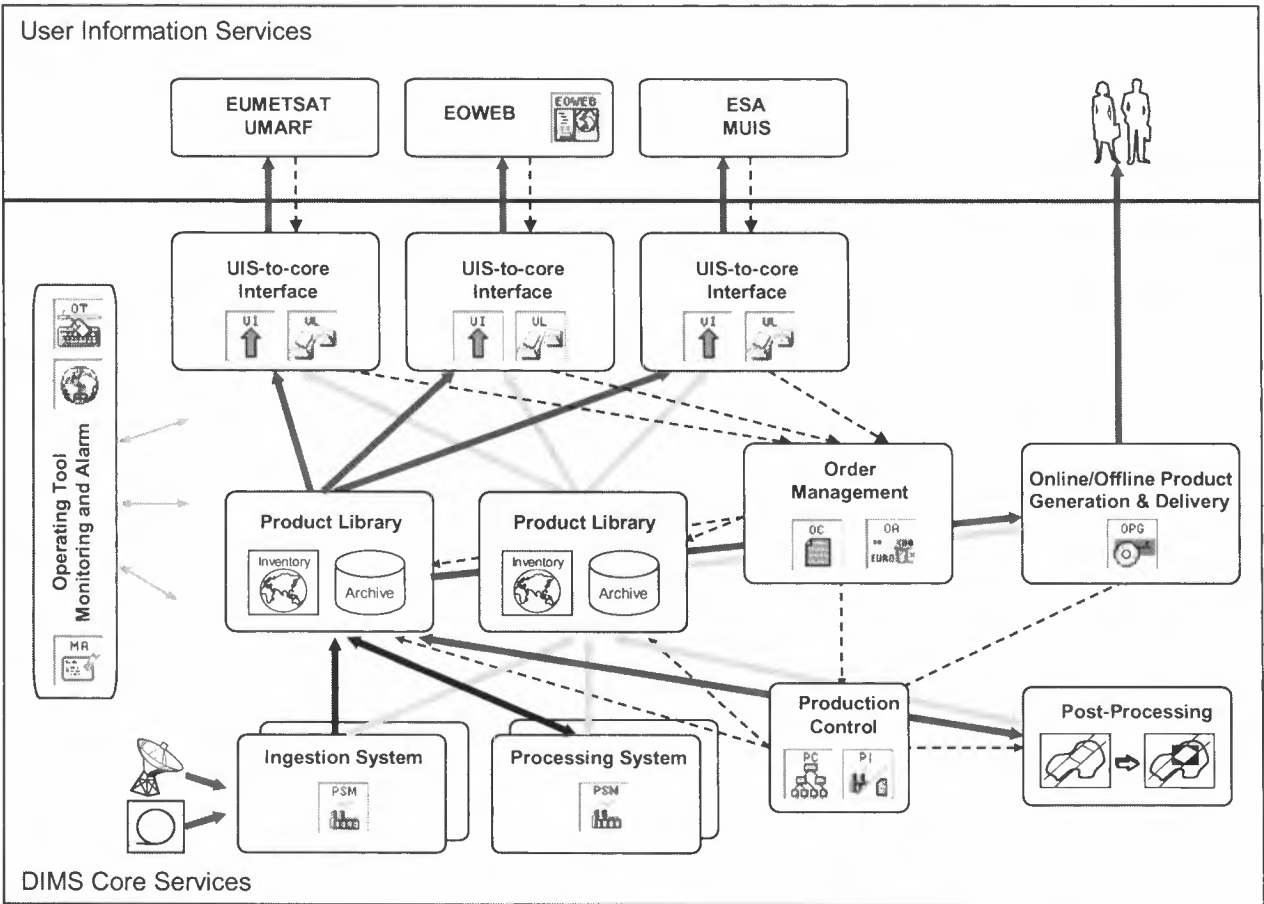 User Information Services
EUMETSAT
UMARF
EOWEB
EOWEB
ESA
MUIS
UIS-to-core
Interface
UI
UL
UIS-to-core
Interface
UI
UL
UIS-to-core
Interface
UI
UL
OT
Operating Tool
Monitoring and Alarm
MA
Product Library
Inventory
Archive
Product Library
Inventory
Archive
Order
Management
OC
OA
EURO
Online/Offline Product
Generation & Delivery
OPG
Ingestion System
PSM
Processing System
PSM
Production
Control
PC
PI
Post-Processing
DIMS Core Services